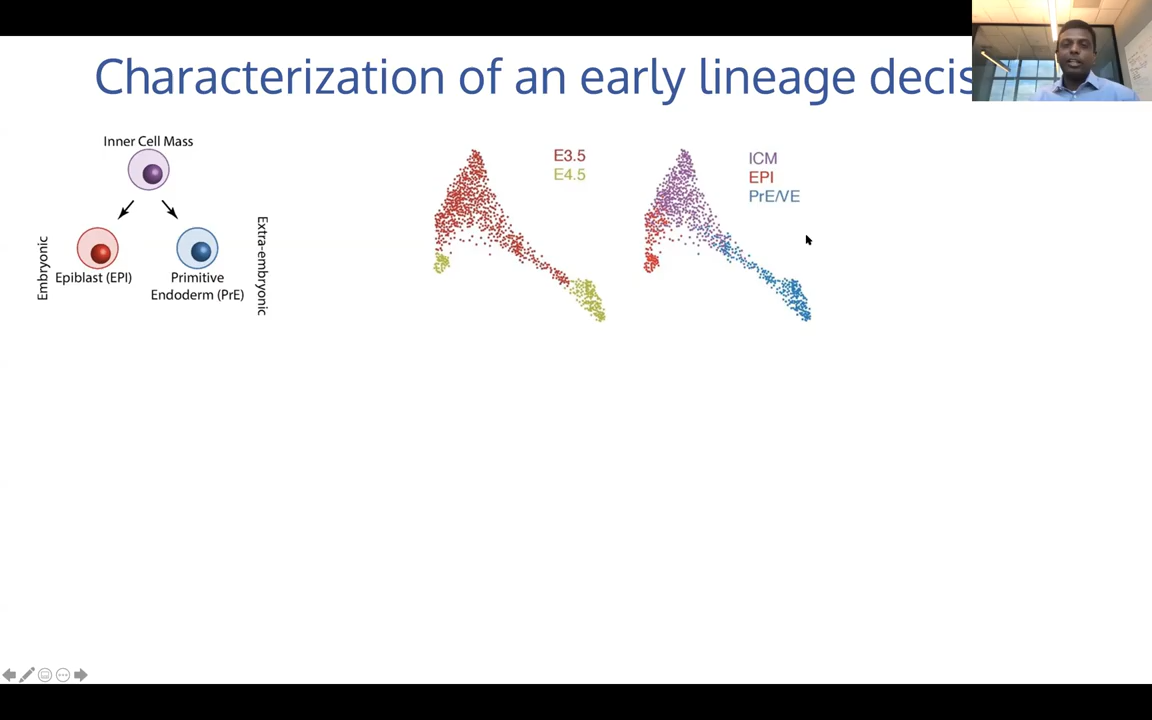 Characterization of an early lineage decis
Inner Cell Mass
Embryonic
Epiblast (EPI)
Primitive
Endoderm (PrE)
Extra-embryonic
E3.5
E4.5
ICM
EPI
PrE/VE